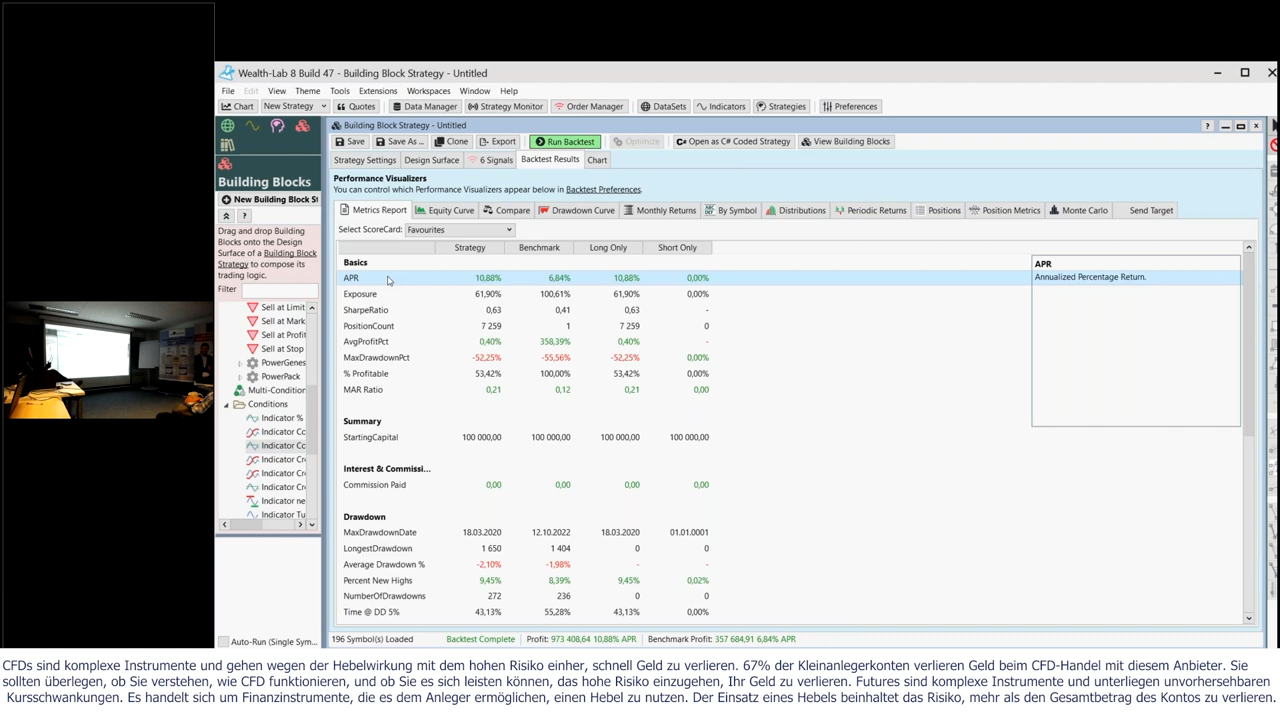 Wealth-Lab 8 Build 47 - Building Block Strategy - Untitled
File Edit View Theme Tools Extensions Workspaces Window Help
Chart New Strategy Quotes Data Manager Strategy Monitor Order Manager DataSets Indicators Strategies Preferences
Building Blocks
New Building Block St
?
Drag and drop Building
Blocks onto the Design
Surface of a Building Block
Strategy to compose its
trading logic.
Filter
Sell at Limit
Sell at Mark
Sell at Profit
Sell at Stop
PowerGenes
PowerPack
Multi-Condition
Conditions
Indicator %
Indicator Co
Indicator Co
Indicator Cr
Indicator Cr
Indicator Cr
Indicator ne
Indicator Tu
Auto-Run (Single Sym...
Building Block Strategy - Untitled ?
Save Save As ... Clone Export Run Backtest Optimize Open as C# Coded Strategy View Building Blocks
Strategy Settings Design Surface 6 Signals Backtest Results Chart
Performance Visualizers
You can control which Performance Visualizers appear below in Backtest Preferences.
Metrics Report Equity Curve Compare Drawdown Curve Monthly Returns By Symbol Distributions Periodic Returns Positions Position Metrics Monte Carlo Send Target
Select ScoreCard: Favourites
Strategy Benchmark Long Only Short Only
Basics
APR 10,88% 6,84% 10,88% 0,00%
Exposure 61,90% 100,61% 61,90% 0,00%
SharpeRatio 0,63 0,41 0,63 -
PositionCount 7 259 1 7 259 0
AvgProfitPct 0,40% 358,39% 0,40% -
MaxDrawdownPct -52,25% -55,56% -52,25% 0,00%
% Profitable 53,42% 100,00% 53,42% 0,00%
MAR Ratio 0,21 0,12 0,21 0,00
Summary
StartingCapital 100 000,00 100 000,00 100 000,00 100 000,00
Interest & Commissi...
Commission Paid 0,00 0,00 0,00 0,00
Drawdown
MaxDrawdownDate 18.03.2020 12.10.2022 18.03.2020 01.01.0001
LongestDrawdown 1 650 1 404 0 0
Average Drawdown % -2,10% -1,98% - -
Percent New Highs 9,45% 8,39% 9,45% 0,02%
NumberOfDrawdowns 272 236 0 0
Time @ DD 5% 43,13% 55,28% 43,13% 0,00%
APR
Annualized Percentage Return.
196 Symbol(s) Loaded Backtest Complete Profit: 973 408,64 10,88% APR Benchmark Profit: 357 684,91 6,84% APR
CFDs sind komplexe Instrumente und gehen wegen der Hebelwirkung mit dem hohen Risiko einher, schnell Geld zu verlieren. 67% der Kleinanlegerkonten verlieren Geld beim CFD-Handel mit diesem Anbieter. Sie
sollten überlegen, ob Sie verstehen, wie CFD funktionieren, und ob Sie es sich leisten können, das hohe Risiko einzugehen, Ihr Geld zu verlieren. Futures sind komplexe Instrumente und unterliegen unvorhersehbaren
Kursschwankungen. Es handelt sich um Finanzinstrumente, die es dem Anleger ermöglichen, einen Hebel zu nutzen. Der Einsatz eines Hebels beinhaltet das Risiko, mehr als den Gesamtbetrag des Kontos zu verlieren.